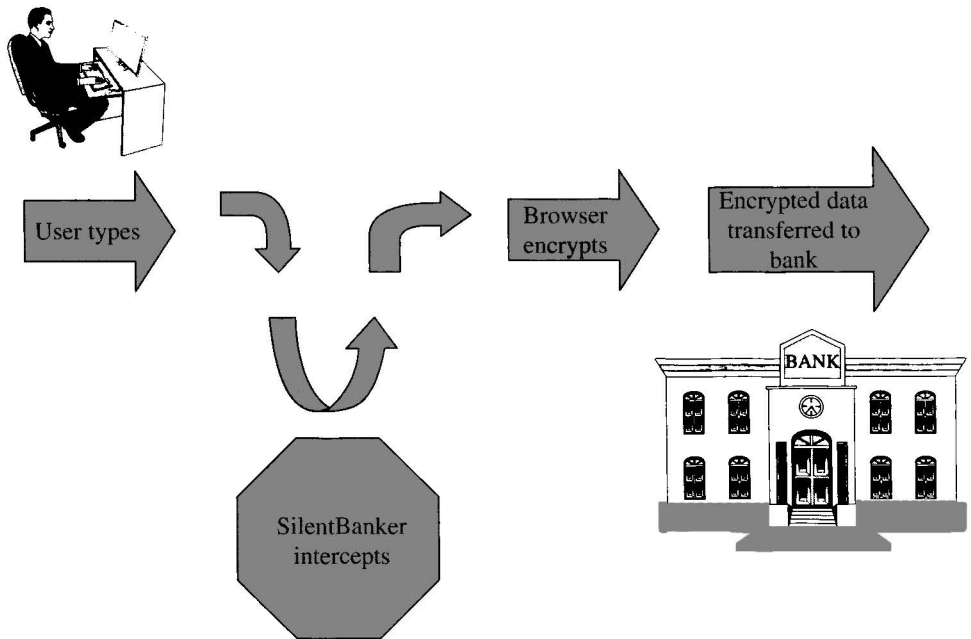 User types
Browser
encrypts
Encrypted data
transferred to
bank
BANK
SilentBanker
intercepts